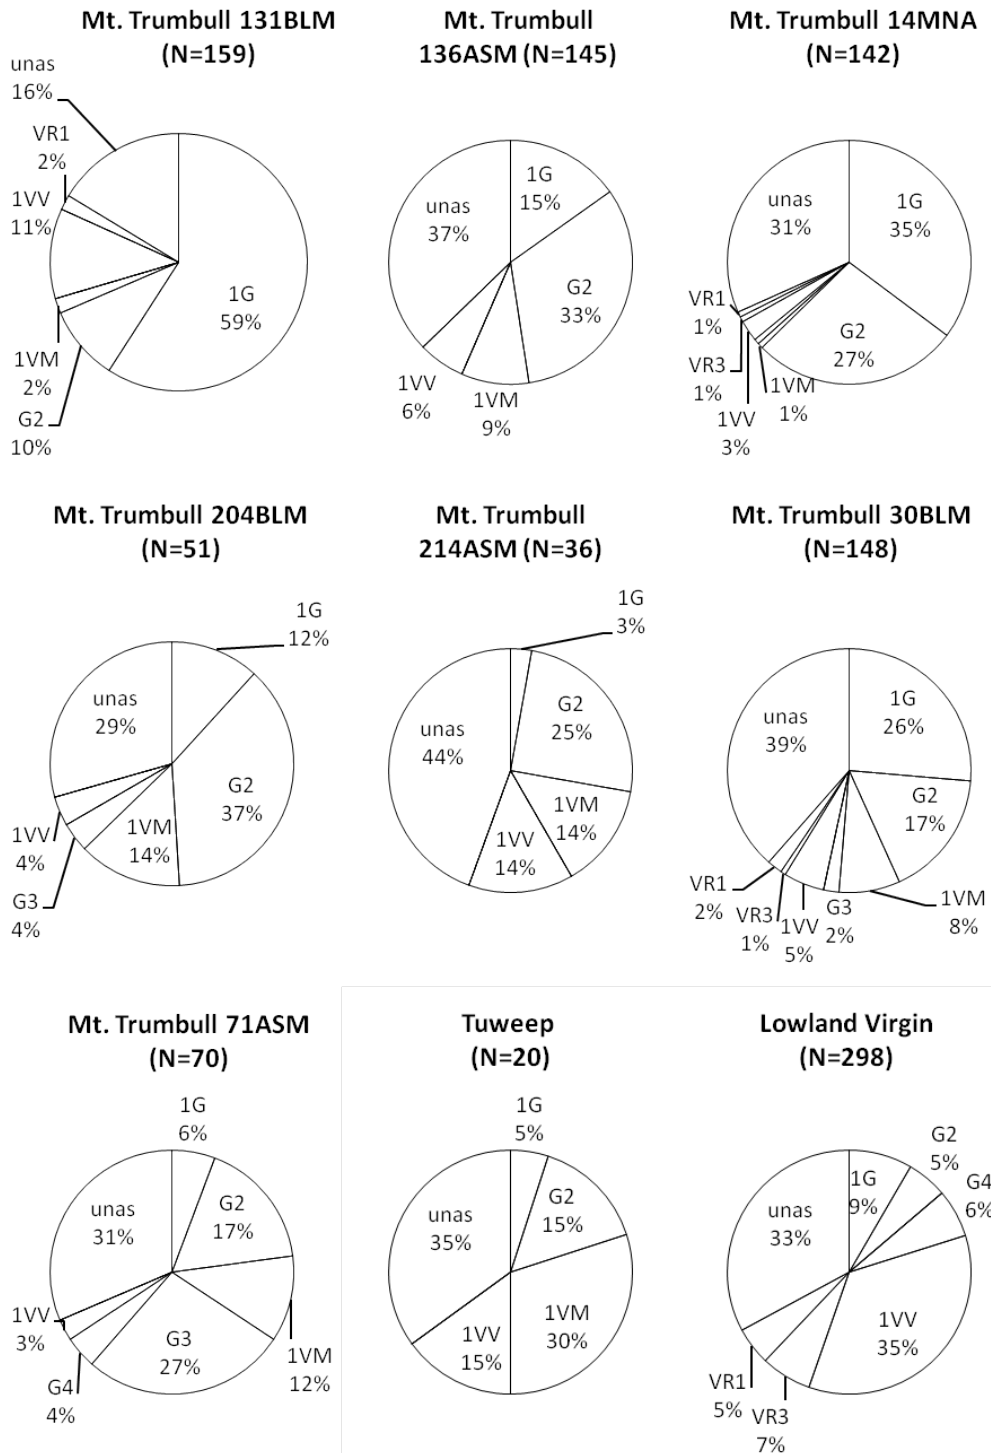 Mt. Trumbull 131BLM
(N=159)
unas
16%
VR1
2%
1VV
11%
1G
59%
1VM
2%
G2
10%
Mt. Trumbull
136ASM (N=145)
1G
15%
unas
37%
G2
33%
1VV
6%
1VM
9%
Mt. Trumbull 14MNA
(N=142)
unas
31%
1G
35%
VR1
1%
G2
27%
VR3
1%
1VM
1%
1VV
3%
Mt. Trumbull 204BLM
(N=51)
1G
12%
unas
29%
G2
37%
1VM
14%
1VV
4%
G3
4%
Mt. Trumbull
214ASM (N=36)
1G
3%
G2
25%
unas
44%
1VM
14%
1VV
14%
Mt. Trumbull 30BLM
(N=148)
1G
26%
unas
39%
G2
17%
VR1
2%
VR3
1%
1VV
5%
G3
2%
1VM
8%
Mt. Trumbull 71ASM
(N=70)
1G
6%
unas
31%
G2
17%
1VV
3%
G3
27%
1VM
12%
G4
4%
Tuweep
(N=20)
1G
5%
G2
15%
unas
35%
1VM
30%
1VV
15%
Lowland Virgin
(N=298)
G2
5%
1G
9%
G4
6%
unas
33%
1VV
35%
VR1
5%
VR3
7%